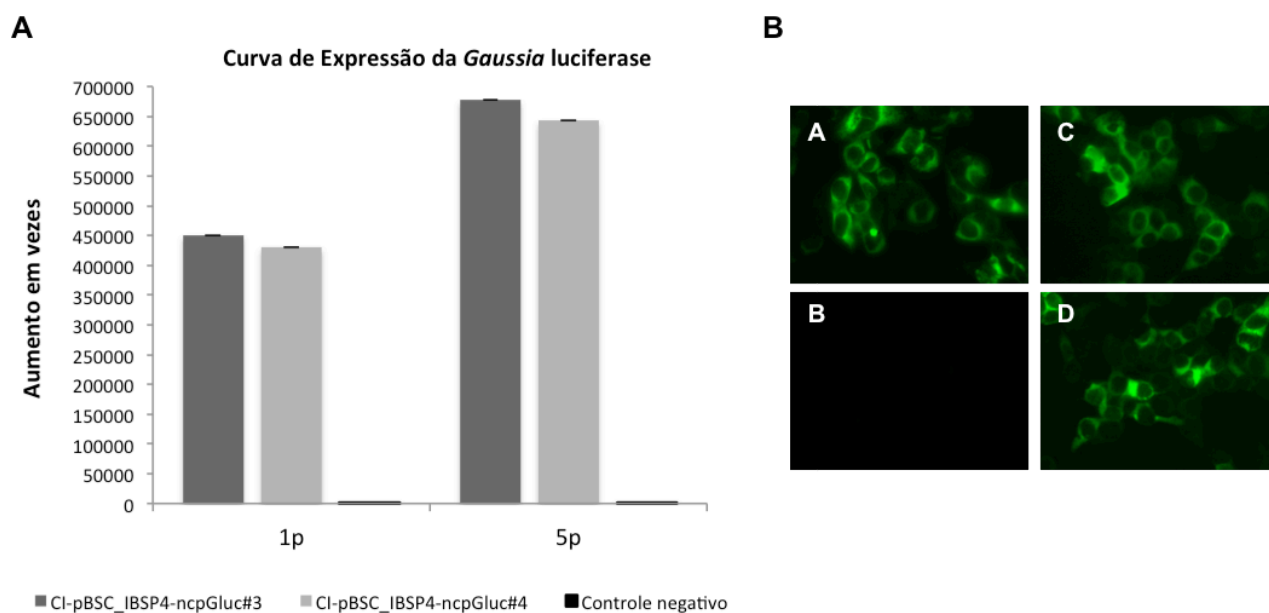 A
B
Curva de Expressão da Gaussia luciferase
Aumento em vezes
700000
650000
600000
550000
500000
450000
400000
350000
300000
250000
200000
150000
100000
50000
0
1p
5p
CI-pBSC_IBSP4-ncpGluc#3
CI-pBSC_IBSP4-ncpGluc#4
Controle negativo
A
C
B
D